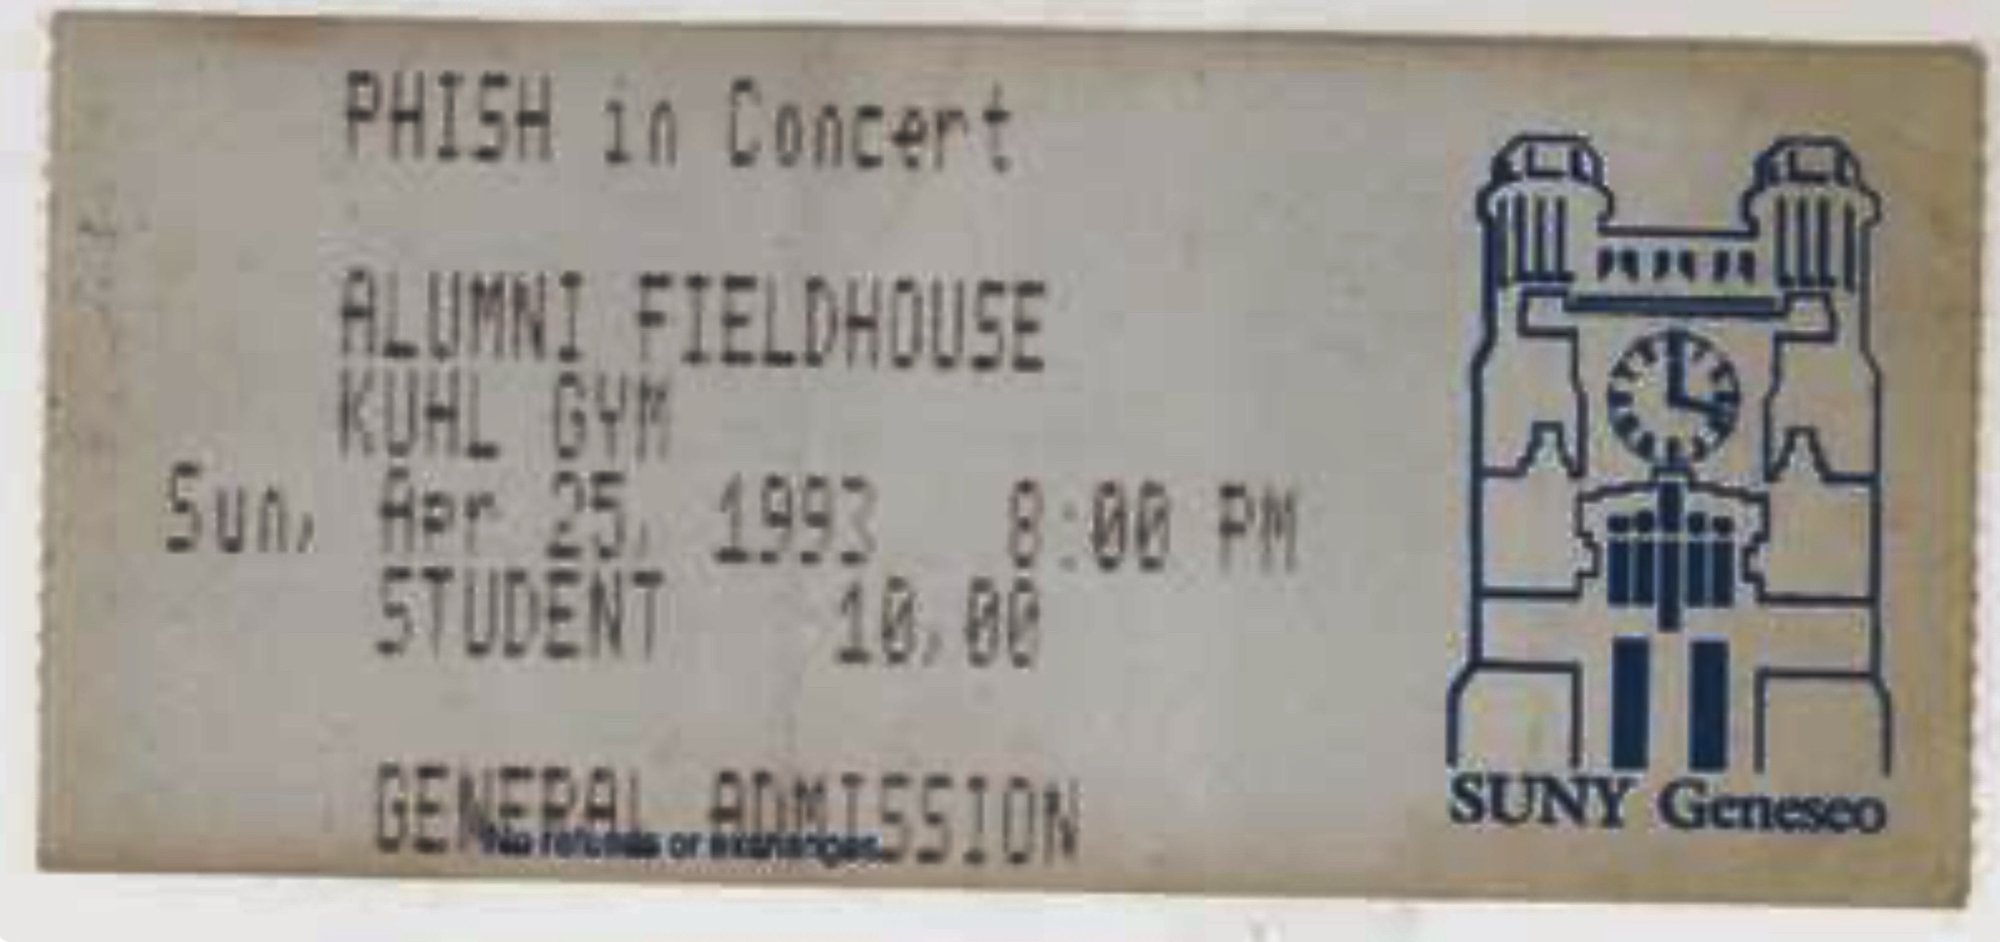 PHISH in Concert
ALUMNI FIELDHOUSE
KUHL GYM
Sun, Apr 25, 1993 8:00 PM
STUDENT 10.00
GENERAL ADMISSION
No refunds or exchanges.
SUNY Geneseo